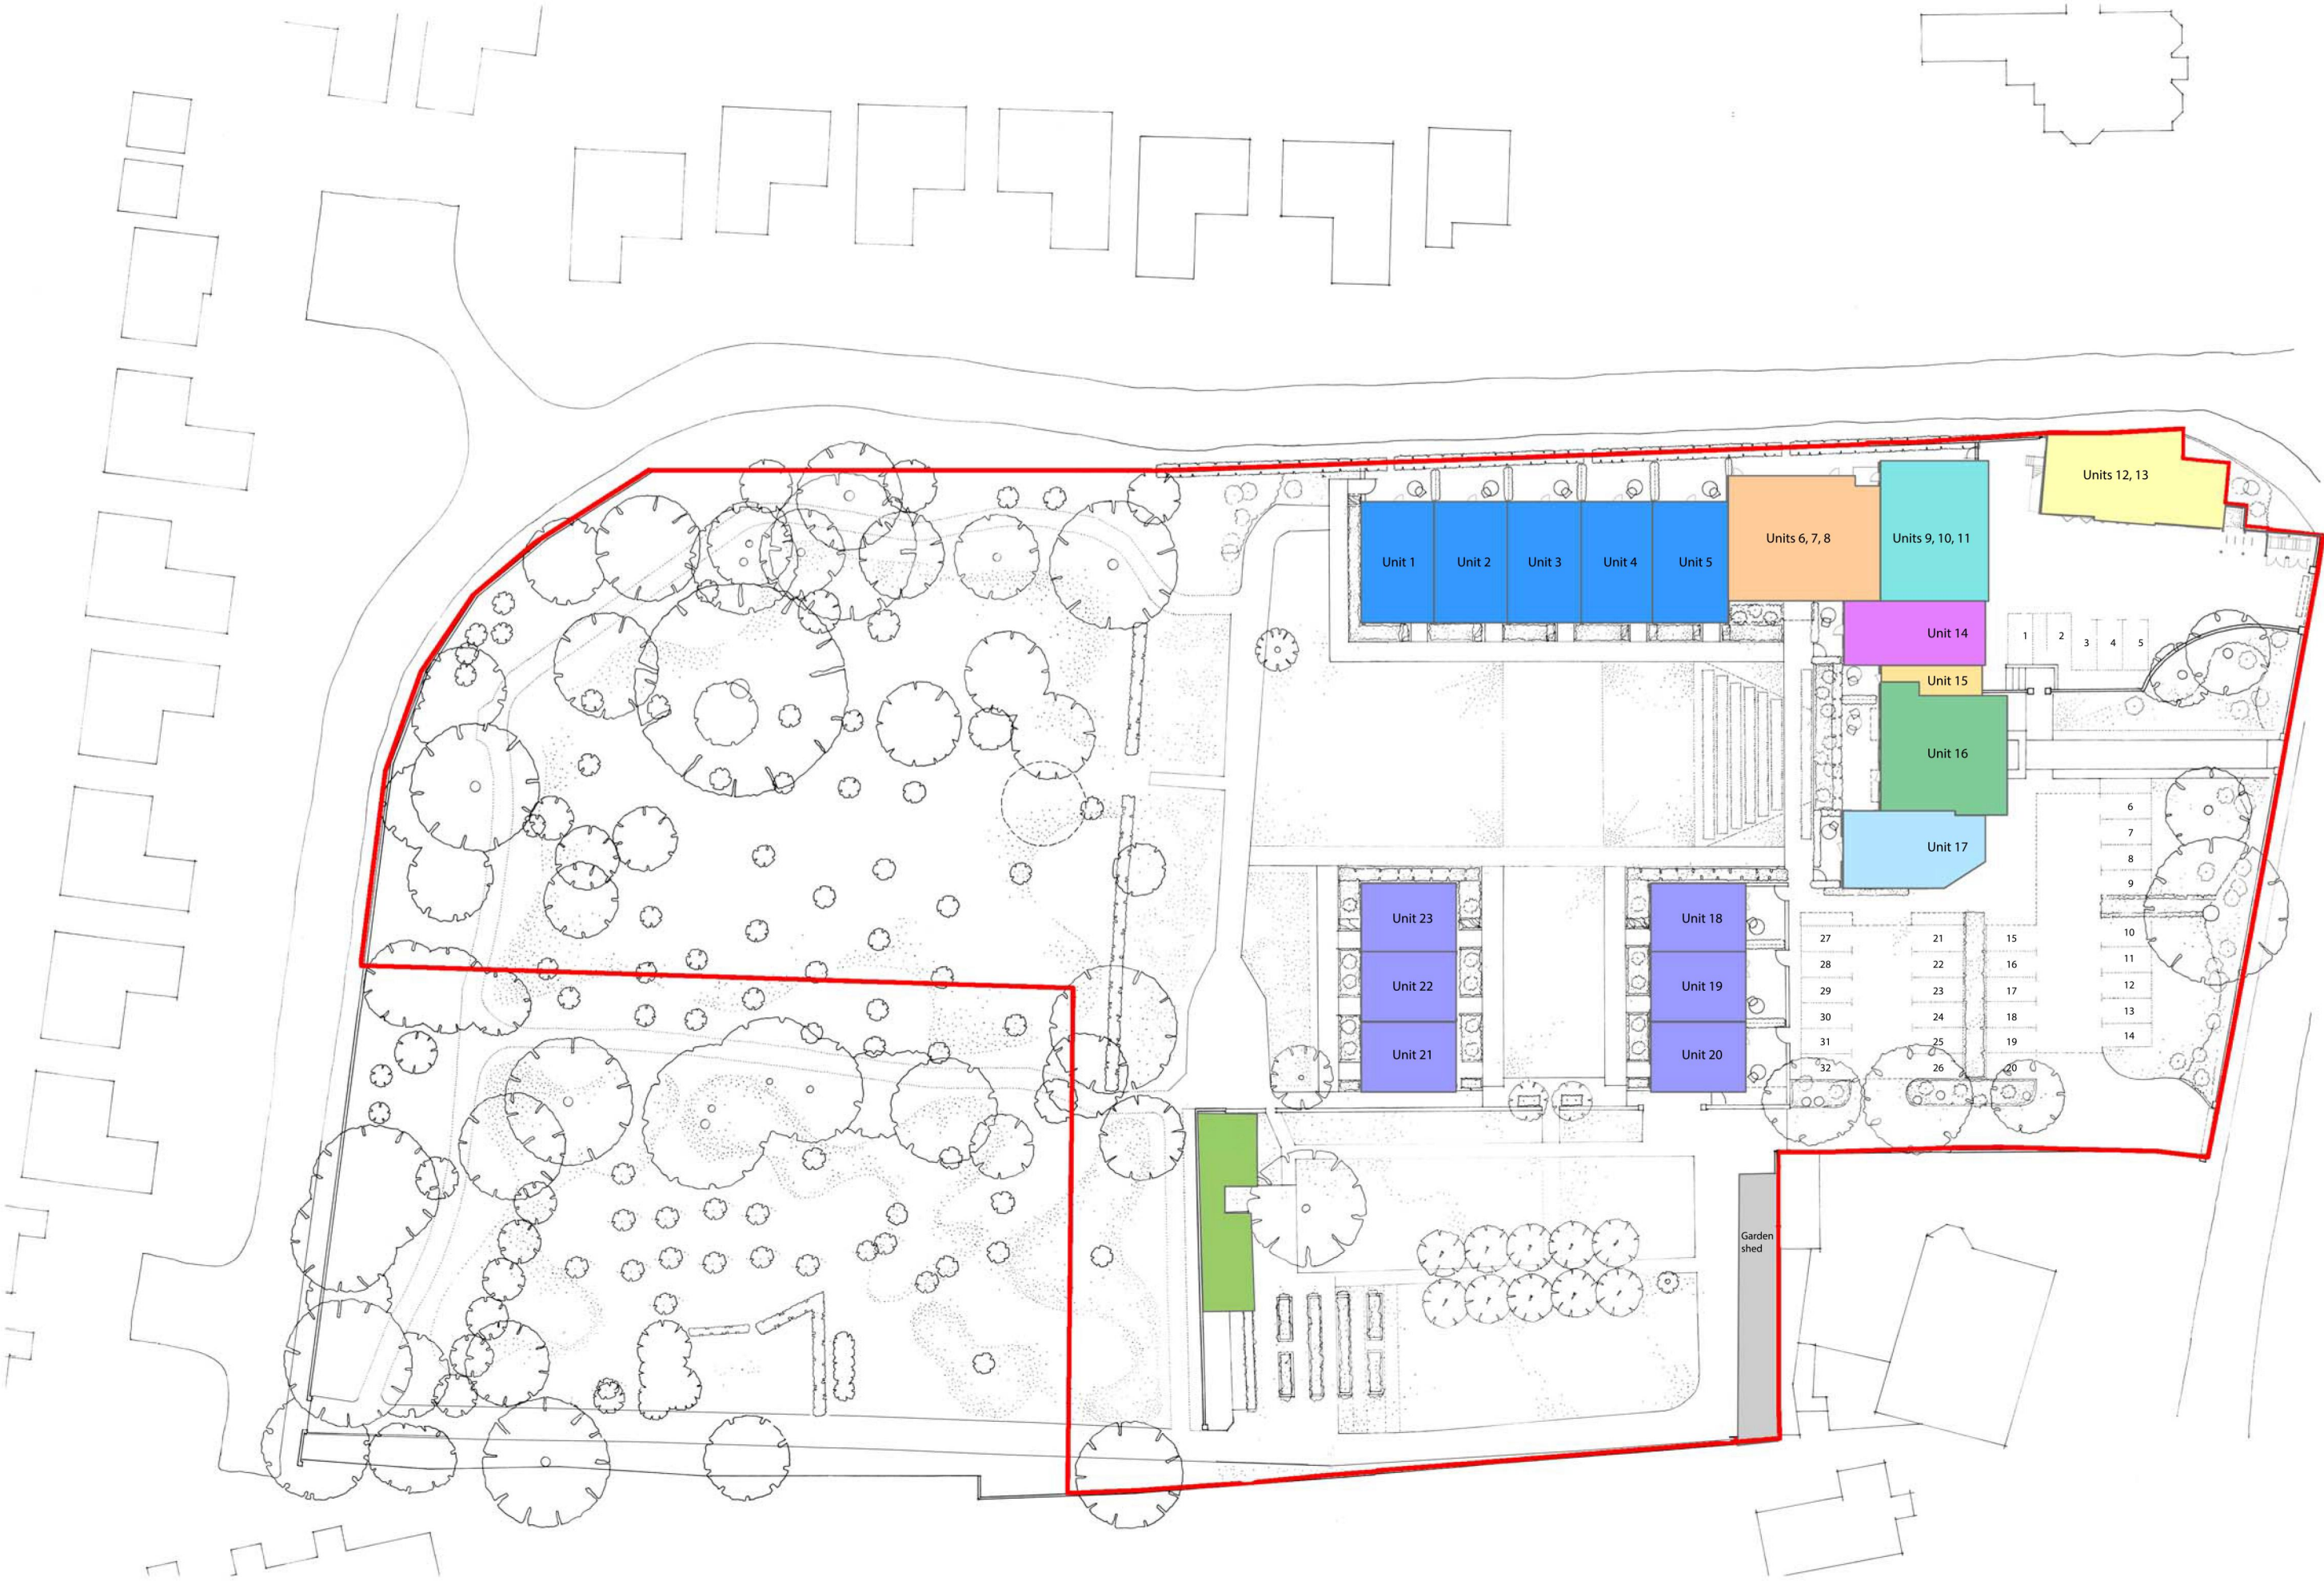 Units 12, 13
Units 6, 7, 8
Units 9, 10, 11
Unit 1
Unit 2
Unit 3
Unit 4
Unit 5
Unit 14
1
2
3
4
5
Unit 15
Unit 16
6
7
8
9
Unit 17
Unit 23
Unit 18
27
21
15
10
28
22
16
11
Unit 22
Unit 19
29
23
17
12
30
24
18
13
Unit 21
Unit 20
31
25
19
14
32
26
20
Garden
shed